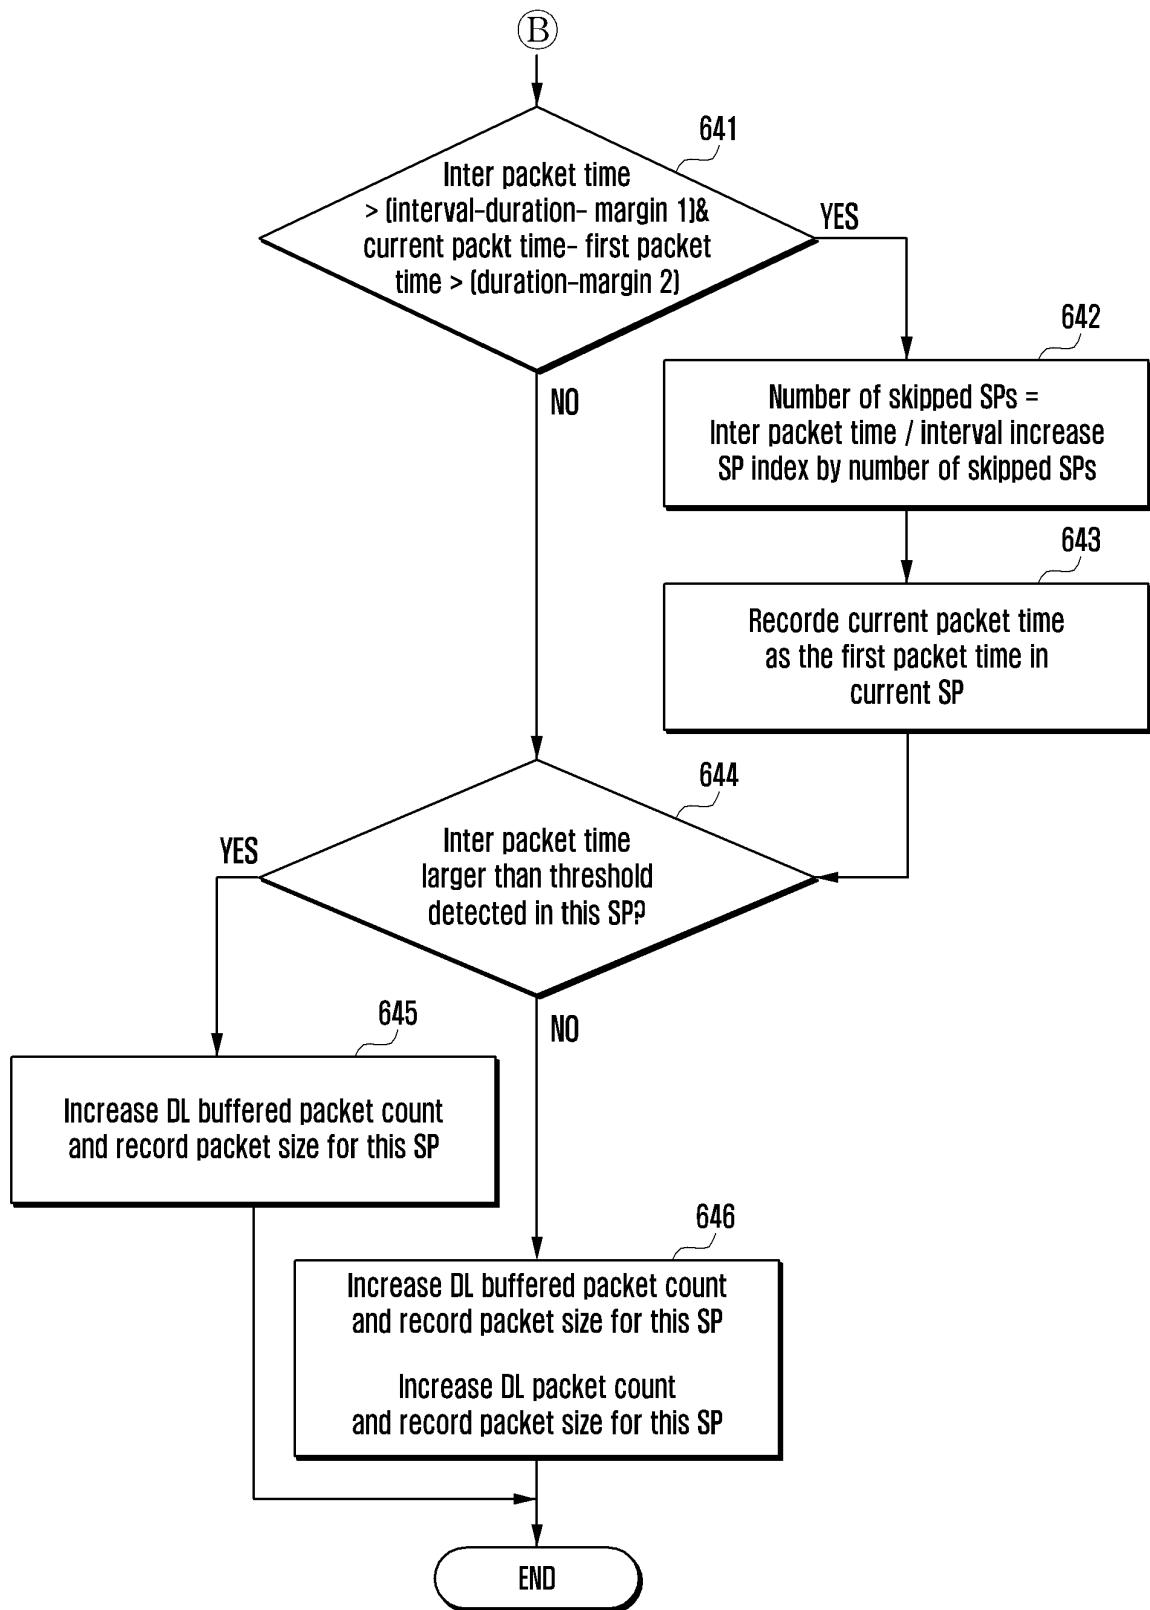 B
641
Inter packet time
> (interval-duration- margin 1)&
current packt time- first packet
time > (duration-margin 2)
YES
NO
642
Number of skipped SPs =
Inter packet time / interval increase
SP index by number of skipped SPs
643
Recorde current packet time
as the first packet time in
current SP
644
Inter packet time
larger than threshold
detected in this SP?
YES
NO
645
Increase DL buffered packet count
and record packet size for this SP
646
Increase DL buffered packet count
and record packet size for this SP
Increase DL packet count
and record packet size for this SP
END